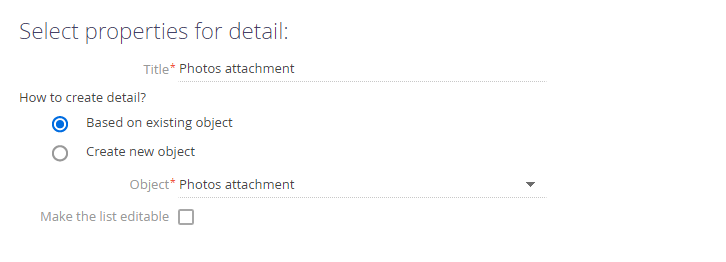 Select properties for detail:
Title* Photos attachment
How to create detail?
Based on existing object
Create new object
Object* Photos attachment
Make the list editable